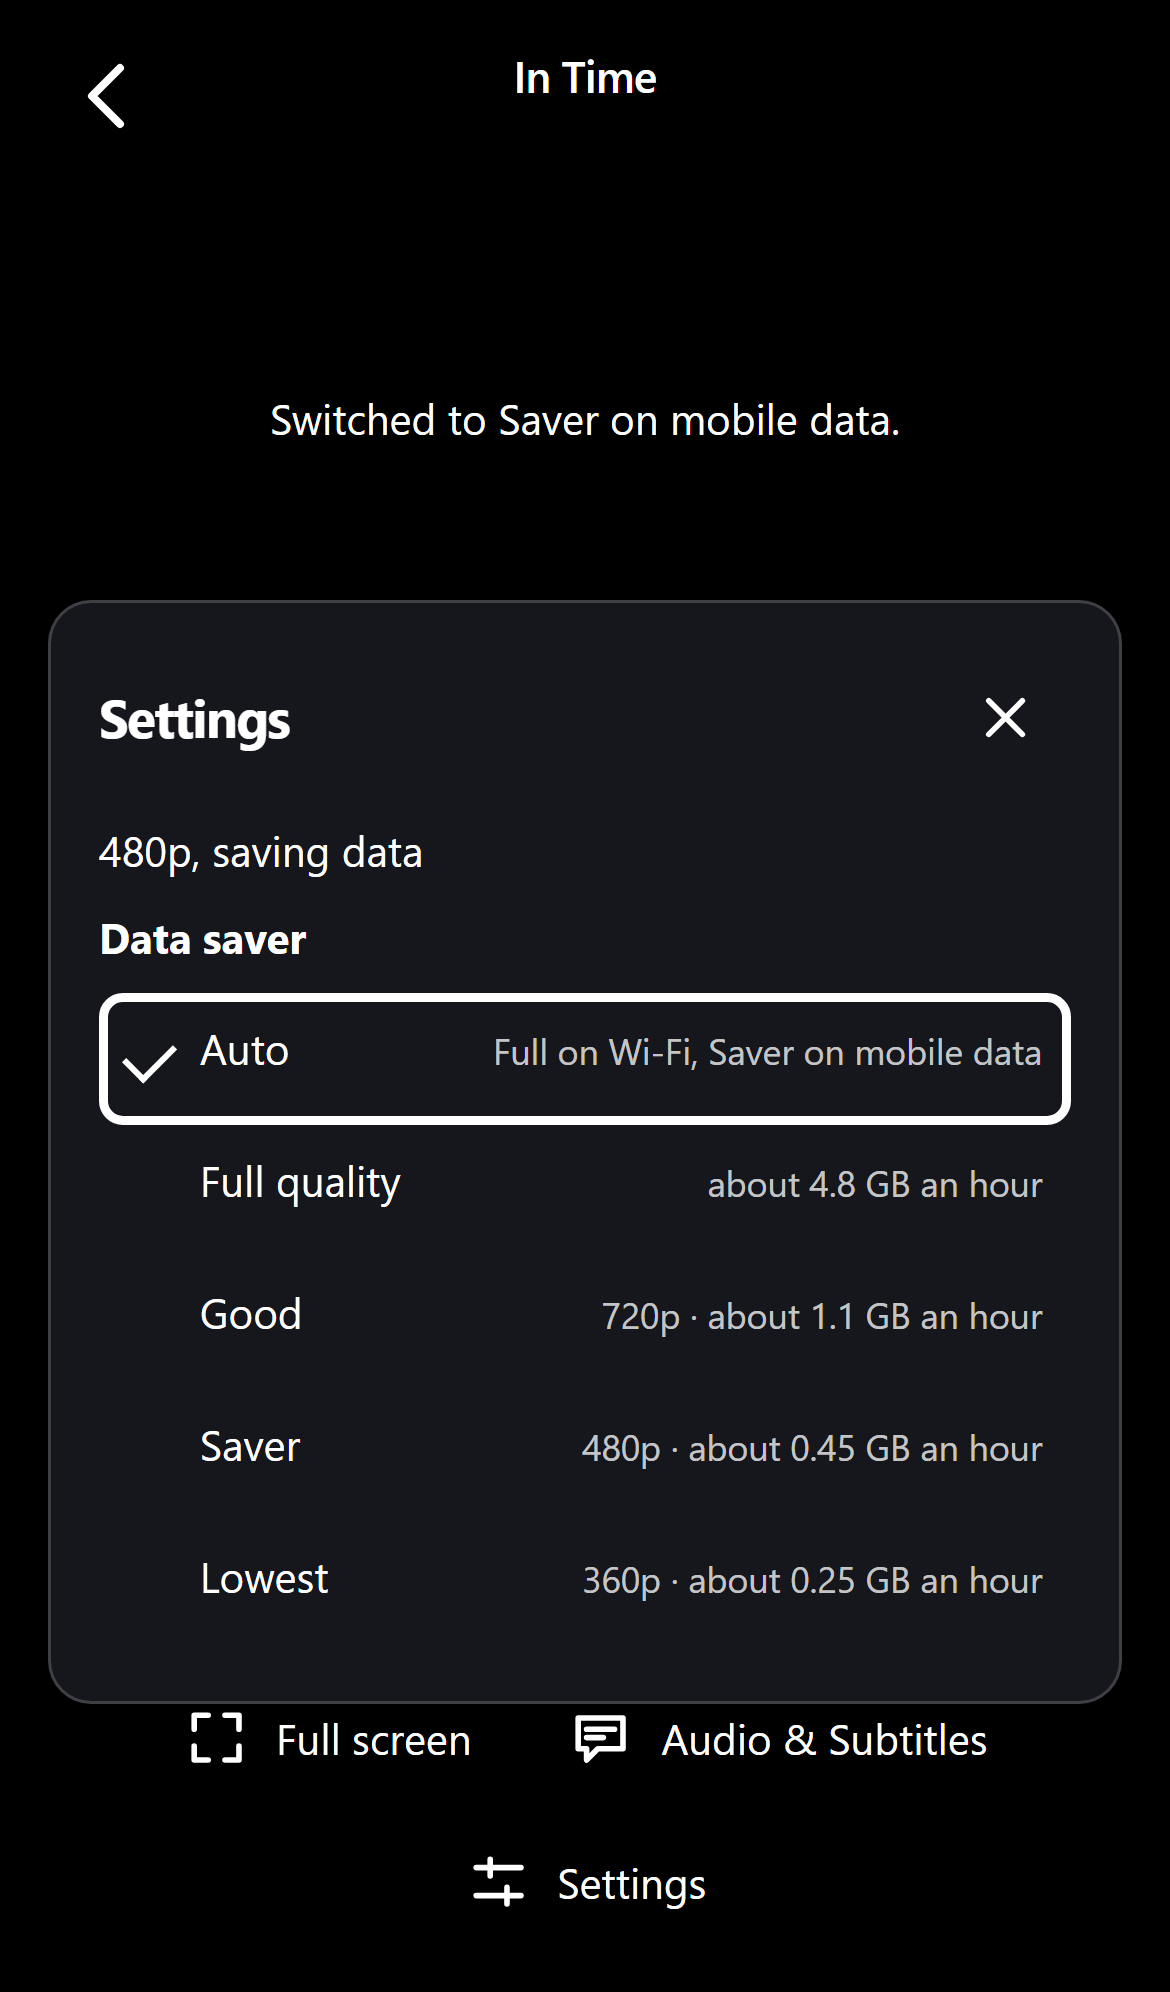 In Time
Switched to Saver on mobile data.
Settings
480p, saving data
Data saver
Auto Full on Wi-Fi, Saver on mobile data
Full quality about 4.8 GB an hour
Good 720p · about 1.1 GB an hour
Saver 480p · about 0.45 GB an hour
Lowest 360p · about 0.25 GB an hour
Full screen Audio & Subtitles
Settings